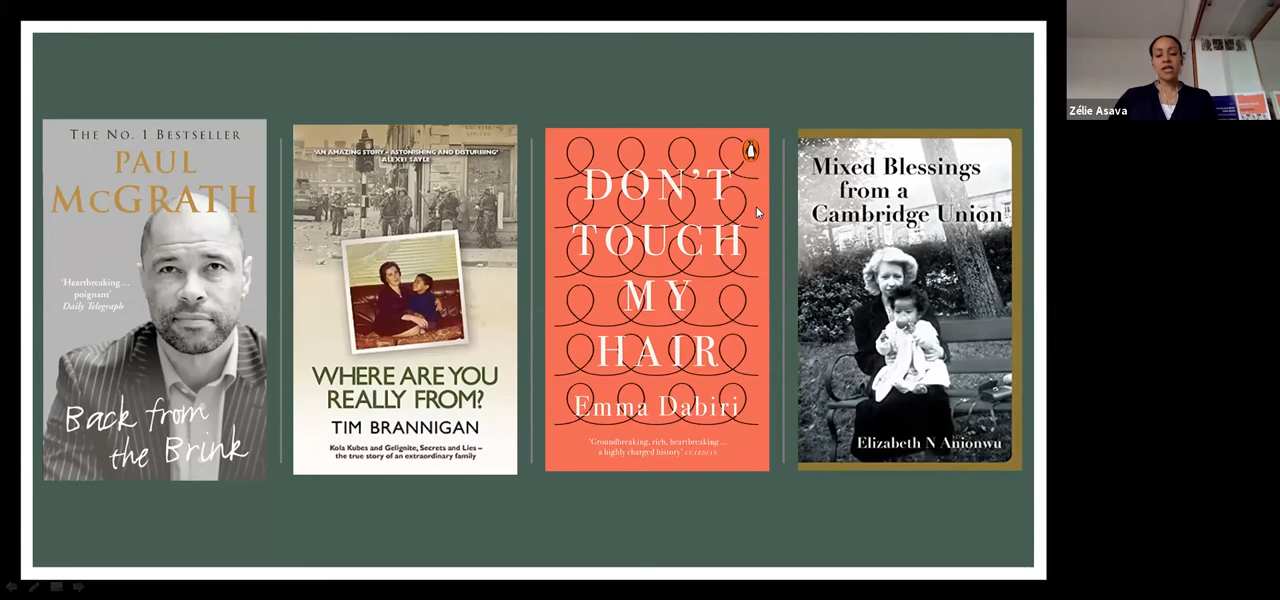 THE NO. 1 BESTSELLER
PAUL
McGRATH
'Heartbreaking...
poignant'
Daily Telegraph
Back from
the Brink
'AN AMAZING STORY – ASTONISHING AND DISTURBING'
ALEXEI SAYLE
WHERE ARE YOU
REALLY FROM?
TIM BRANNIGAN
Kola Kubes and Gelignite, Secrets and Lies –
the true story of an extraordinary family
DON'T
TOUCH
MY
HAIR
Emma Dabiri
'Groundbreaking, rich, heartbreaking...
a highly charged history' GUARDIAN
Mixed Blessings
from a
Cambridge Union
Elizabeth N Anionwu
Zélie Asava